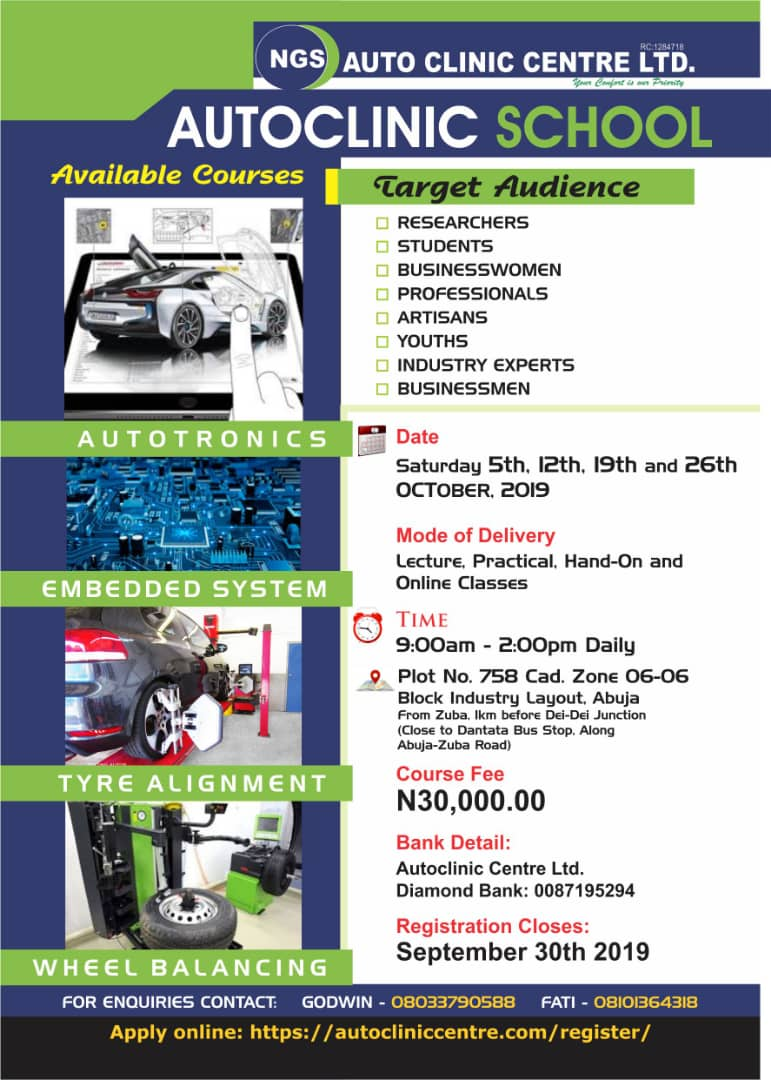 RC:1284718
NGS AUTO CLINIC CENTRE LTD.
Your Comfort is our Priority
AUTOCLINIC SCHOOL
Available Courses
AUTOTRONICS
EMBEDDED SYSTEM
TYRE ALIGNMENT
WHEEL BALANCING
Target Audience
RESEARCHERS
STUDENTS
BUSINESSWOMEN
PROFESSIONALS
ARTISANS
YOUTHS
INDUSTRY EXPERTS
BUSINESSMEN
Date
Saturday 5th, 12th, 19th and 26th
OCTOBER, 2019
Mode of Delivery
Lecture, Practical, Hand-On and
Online Classes
TIME
9:00am - 2:00pm Daily
Plot No. 758 Cad. Zone 06-06
Block Industry Layout, Abuja
From Zuba, 1km before Dei-Dei Junction
(Close to Dantata Bus Stop, Along
Abuja-Zuba Road)
Course Fee
N30,000.00
Bank Detail:
Autoclinic Centre Ltd.
Diamond Bank: 0087195294
Registration Closes:
September 30th 2019
FOR ENQUIRIES CONTACT: GODWIN - 08033790588 FATI - 08101364318
Apply online: https://autocliniccentre.com/register/